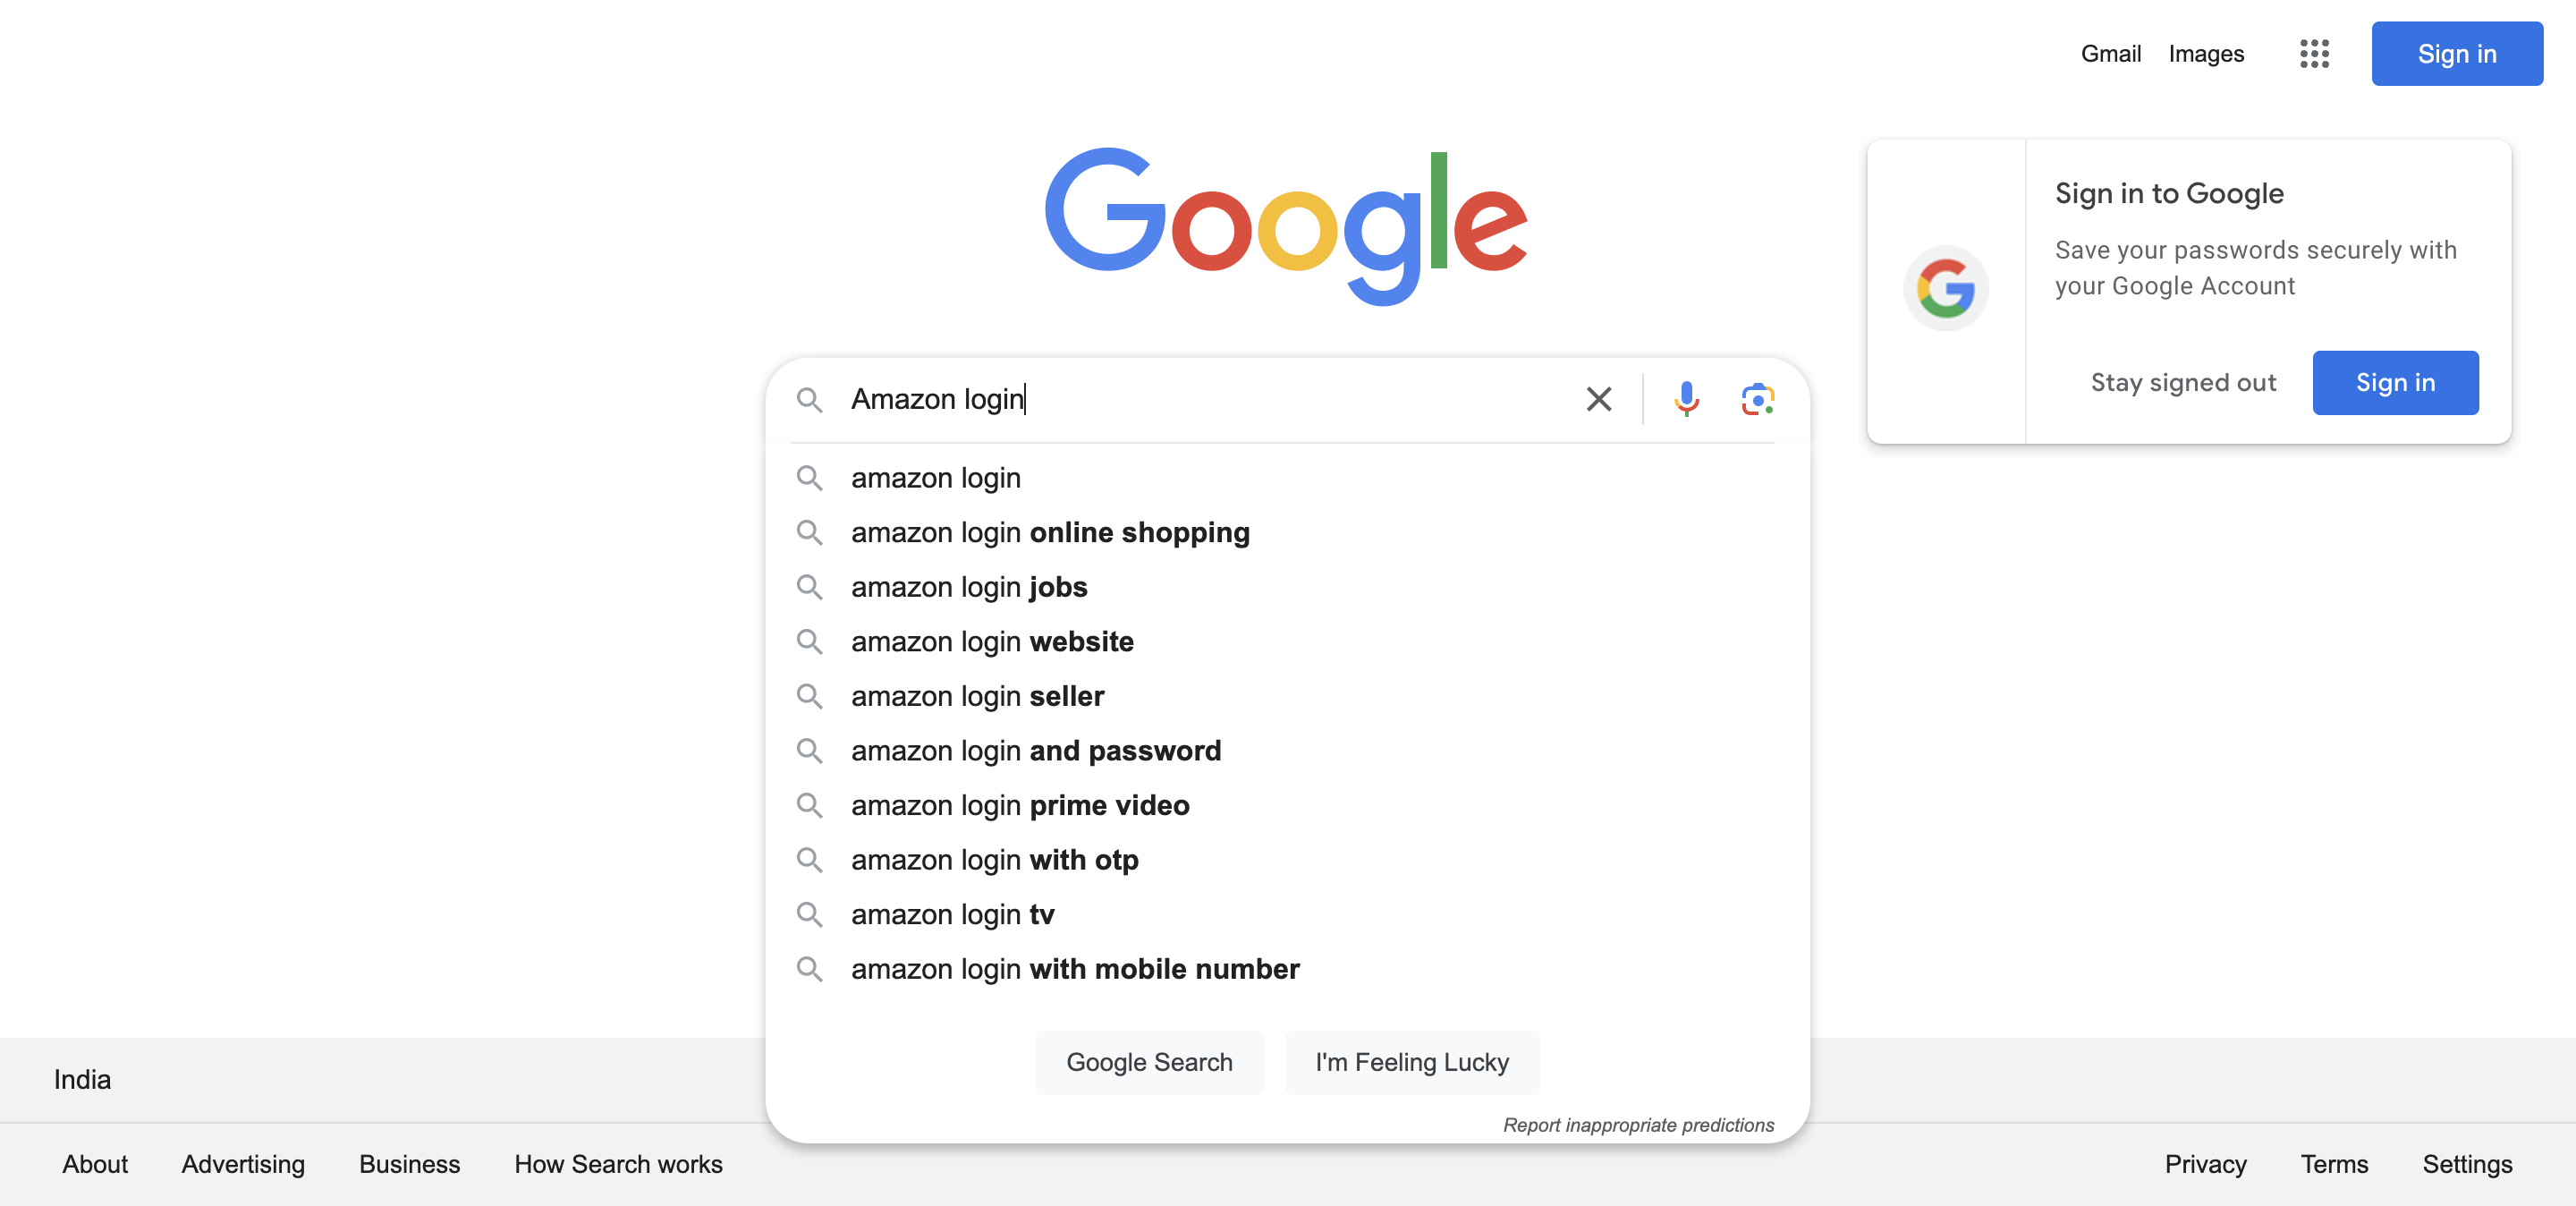 Gmail Images Sign in
Google
Sign in to Google
Save your passwords securely with
your Google Account
Stay signed out Sign in
Amazon login
amazon login
amazon login online shopping
amazon login jobs
amazon login website
amazon login seller
amazon login and password
amazon login prime video
amazon login with otp
amazon login tv
amazon login with mobile number
Google Search I'm Feeling Lucky
Report inappropriate predictions
India
About Advertising Business How Search works Privacy Terms Settings